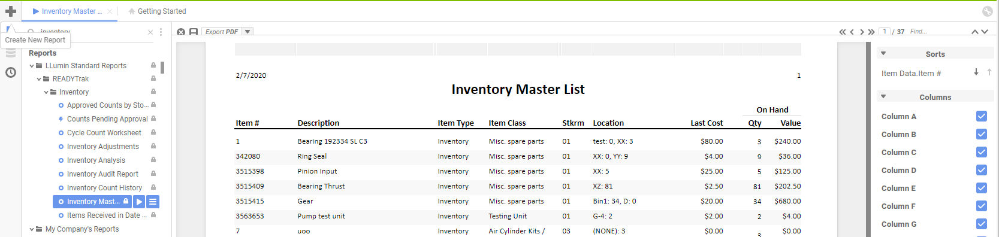 Inventory Master ...
Getting Started
inventory
Create New Report
Export PDF
1 / 37 Find...
Reports
LLumin Standard Reports
READYTrak
Inventory
Approved Counts by Sto...
Counts Pending Approval
Cycle Count Worksheet
Inventory Adjustments
Inventory Analysis
Inventory Audit Report
Inventory Count History
Inventory Mast...
Items Received in Date ...
My Company's Reports
2/7/2020 1
Inventory Master List
On Hand
Item # Description Item Type Item Class Stkrm Location Last Cost Qty Value
1 Bearing 192334 SL C3 Inventory Misc. spare parts 01 test: 0, XX: 3 $80.00 3 $240.00
342080 Ring Seal Inventory Misc. spare parts 01 XX: 0, YY: 9 $4.00 9 $36.00
3515398 Pinion Input Inventory Misc. spare parts 01 XX: 5 $25.00 5 $125.00
3515409 Bearing Thrust Inventory Misc. spare parts 01 XZ: 81 $2.50 81 $202.50
3515415 Gear Inventory Misc. spare parts 01 Bin1: 34, D: 0 $20.00 34 $680.00
3563653 Pump test unit Inventory Testing Unit 01 G-4: 2 $2.00 2 $4.00
7 uoo Inventory Air Cylinder Kits / 03 (NONE): 3 $0.00 3 $0.00
Sorts
Item Data.Item #
Columns
Column A
Column B
Column C
Column D
Column E
Column F
Column G